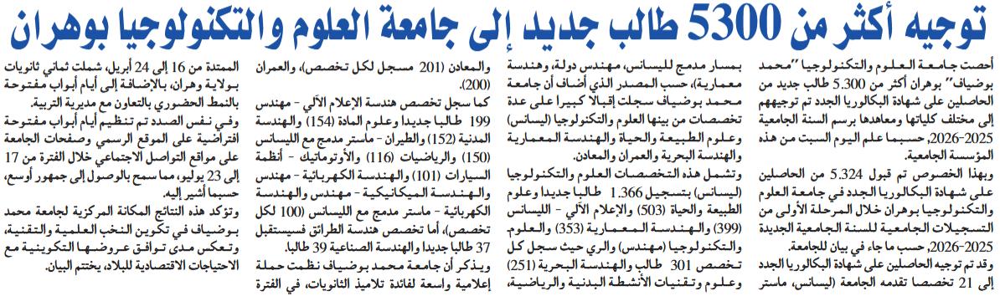 توجيه أكثر من 5300 طالب جديد إلى جامعة العلوم والتكنولوجيا بوهران
أحصت جامعة العلوم والتكنولوجيا "محمد
بوضياف" بوهران أكثر من 5.300 طالب جديد من
الحاصلين على شهادة البكالوريا الجدد تم توجيههم
إلى مختلف كلياتها ومعاهدها برسم السنة الجامعية
2025-2026, حسبما علم اليوم السبت من هذه
المؤسسة الجامعية.
وبهذا الخصوص تم قبول 5.324 من الحاصلين
على شهادة البكالوريا الجدد في جامعة العلوم
والتكنولوجيا بوهران خلال المرحلة الأولى من
التسجيلات الجامعية للسنة الجامعية الجديدة
2025-2026, حسب ما جاء في بيان للجامعة.
وقد تم توجيه الحاصلين على شهادة البكالوريا الجدد
إلى 21 تخصصا تقدمه الجامعة (ليسانس، ماستر
بمسار مدمج لليسانس، مهندس دولة، وهندسة
معمارية)، حسب المصدر الذي أضاف أن جامعة
محمد بوضياف سجلت إقبالا كبيرا على عدة
تخصصات من بينها العلوم والتكنولوجيا (ليسانس)
وعلوم الطبيعة والحياة والهندسة المعمارية
والهندسة البحرية والعمران والمعادن.
وتشمل هذه التخصصات العلوم والتكنولوجيا
(ليسانس) بتسجيل 1.366 طالبا جديدا وعلوم
الطبيعة والحياة (503) والإعلام الآلي - الليسانس
(399) والهندسة المعمارية (353) والعلوم
والتكنولوجيا (مهندس) والري حيث سجل كل
تخصص 301 طالب والهندسة البحرية (251)
وعلوم وتقنيات الأنشطة البدنية والرياضية،
والمعادن (201 مسجل لكل تخصص)، والعمران
(200).
كما سجل تخصص هندسة الإعلام الآلي - مهندس
199 طالبا جديدا وعلوم المادة (154) والهندسة
المدنية (152) والطيران - ماستر مدمج مع الليسانس
(150) والرياضيات (116) والأوتوماتيك - أنظمة
السيارات (101) والهندسة الكهربائية - مهندس
والهندسة الميكانيكية - مهندس والهندسة
الكهربائية - ماستر مدمج مع الليسانس (100 لكل
تخصص)، أما تخصص هندسة الطرائق فسيستقبل
37 طالبا جديدا والهندسة الصناعية 39 طالبا.
ويذكر أن جامعة محمد بوضياف نظمت حملة
إعلامية واسعة لفائدة تلاميذ الثانويات، في الفترة
الممتدة من 16 إلى 24 أبريل، شملت ثماني ثانويات
بولاية وهران، بالإضافة إلى أيام أبواب مفتوحة
بالنمط الحضوري بالتعاون مع مديرية التربية.
وفي نفس الصدد تم تنظيم أيام أبواب مفتوحة
افتراضية على الموقع الرسمي وصفحات الجامعة
على مواقع التواصل الاجتماعي خلال الفترة من 17
إلى 23 يوليو، مما سمح بالوصول إلى جمهور أوسع،
حسبما أشير إليه.
وتؤكد هذه النتائج المكانة المركزية لجامعة محمد
بوضياف في تكوين النخب العلمية والتقنية،
وتعكس مدى توافق عروضها التكوينية مع
الاحتياجات الاقتصادية للبلاد، يختتم البيان.